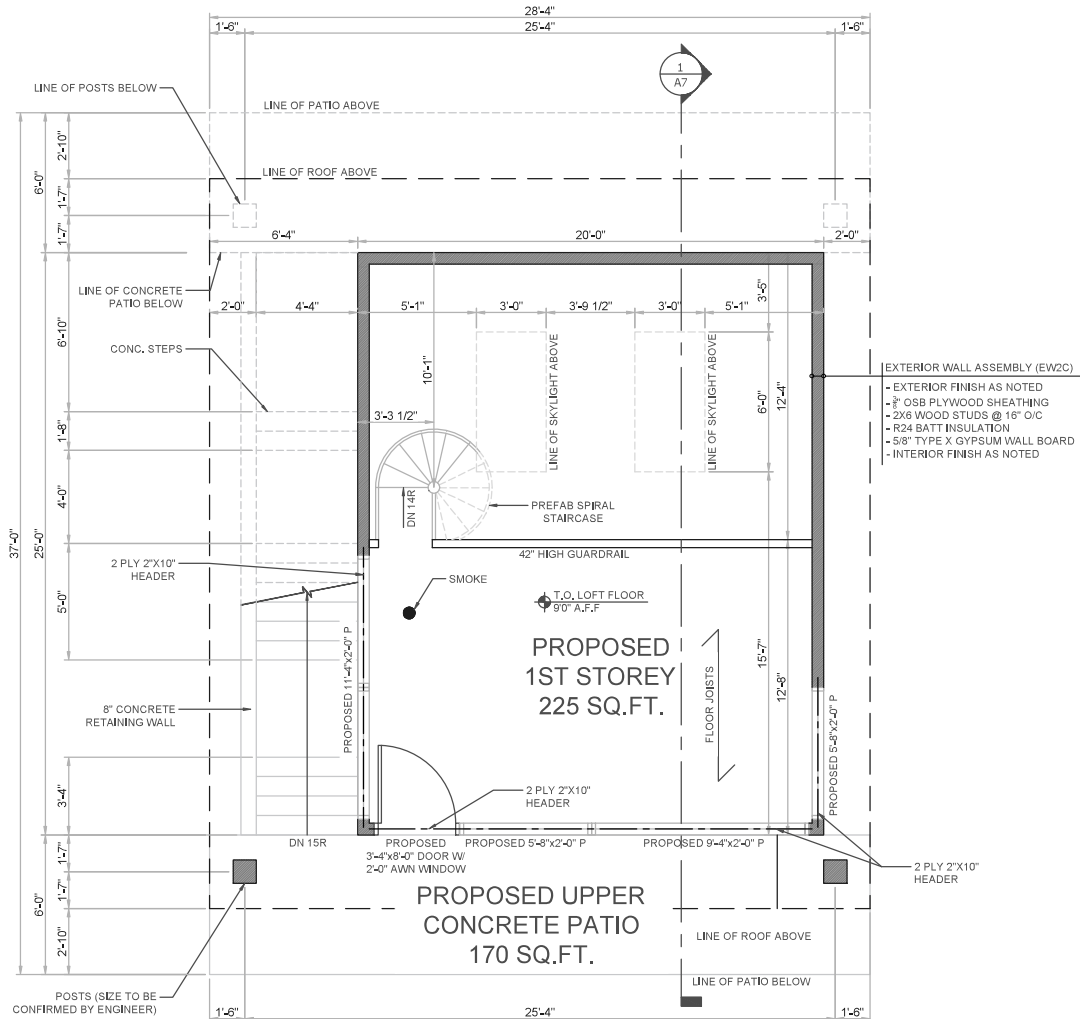 28'-4"
1'-6"
25'-4"
1'-6"
1
A7
LINE OF POSTS BELOW
LINE OF PATIO ABOVE
2'-10"
6'-0"
LINE OF ROOF ABOVE
1'-7"
1'-7"
6'-4"
20'-0"
2'-0"
LINE OF CONCRETE
PATIO BELOW
2'-0"
4'-4"
5'-1"
3'-0"
3'-9 1/2"
3'-0"
5'-1"
3'-5"
6'-10"
CONC. STEPS
10'-1"
LINE OF SKYLIGHT ABOVE
LINE OF SKYLIGHT ABOVE
6'-0"
12'-4"
EXTERIOR WALL ASSEMBLY (EW2C)
- EXTERIOR FINISH AS NOTED
OSB PLYWOOD SHEATHING
- 2X6 WOOD STUDS @ 16" O/C
- R24 BATT INSULATION
- 5/8" TYPE X GYPSUM WALL BOARD
- INTERIOR FINISH AS NOTED
3'-3 1/2"
1'-8"
4'-0"
DN 14R
PREFAB SPIRAL
STAIRCASE
37'-0"
25'-0"
42" HIGH GUARDRAIL
2 PLY 2"X10"
HEADER
SMOKE
5'-0"
T.O. LOFT FLOOR
9'0" A.F.F
PROPOSED
1ST STOREY
225 SQ.FT.
FLOOR JOISTS
15'-7"
12'-8"
PROPOSED 11'-4"x2'-0" P
8" CONCRETE
RETAINING WALL
PROPOSED 5'-8"x2'-0" P
3'-4"
2 PLY 2"X10"
HEADER
DN 15R
PROPOSED
3'-4"x8'-0" DOOR W/
2'-0" AWN WINDOW
PROPOSED 5'-8"x2'-0" P
PROPOSED 9'-4"x2'-0" P
2 PLY 2"X10"
HEADER
1'-7"
1'-7"
6'-0"
2'-10"
PROPOSED UPPER
CONCRETE PATIO
170 SQ.FT.
LINE OF ROOF ABOVE
LINE OF PATIO BELOW
POSTS (SIZE TO BE
CONFIRMED BY ENGINEER)
1'-6"
25'-4"
1'-6"